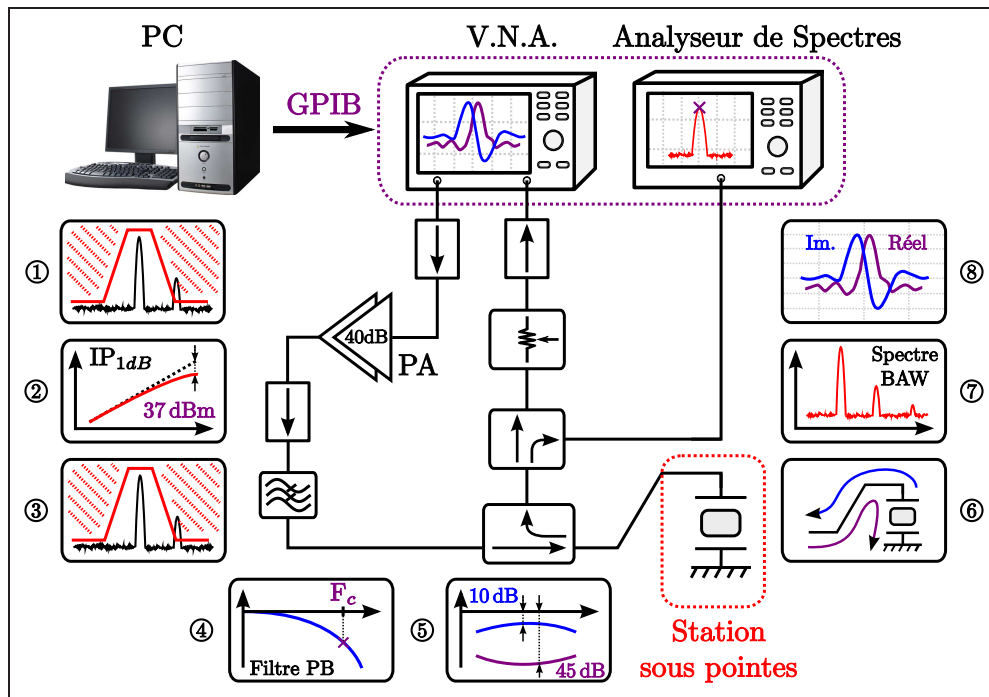 PC
V.N.A.
Analyseur de Spectres
GPIB
①
IP1dB
②
37 dBm
③
40dB
PA
Im.
Réel
⑧
Spectre
BAW
⑦
⑥
④
Fc
Filtre PB
⑤
10 dB
45 dB
Station
sous pointes